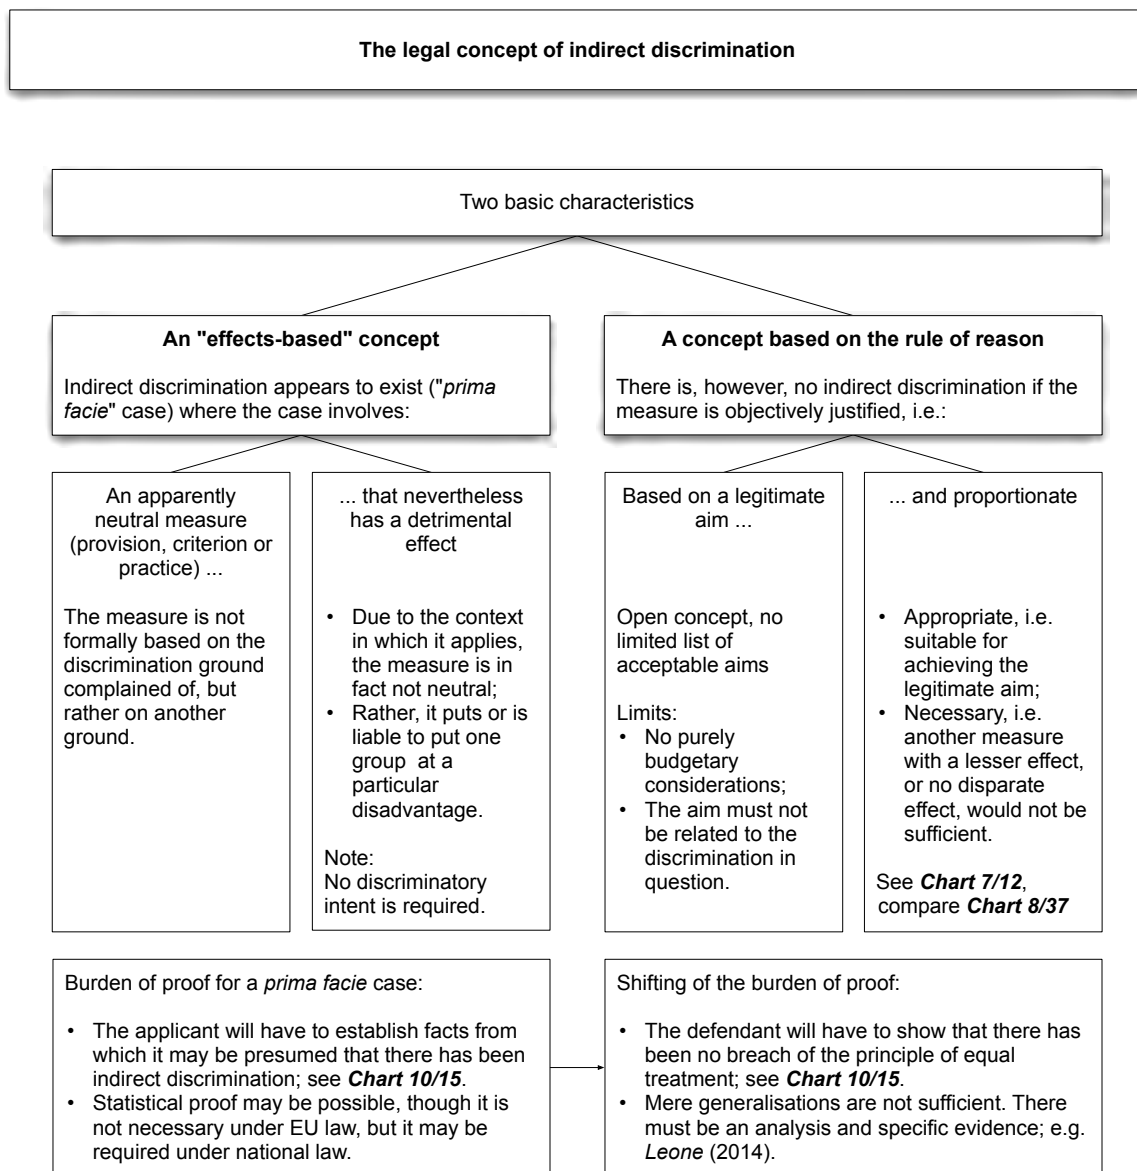 The legal concept of indirect discrimination
Two basic characteristics
An "effects-based" concept
Indirect discrimination appears to exist ("prima
facie" case) where the case involves:
A concept based on the rule of reason
There is, however, no indirect discrimination if the
measure is objectively justified, i.e.:
An apparently
neutral measure
(provision, criterion or
practice) ...
The measure is not
formally based on the
discrimination ground
complained of, but
rather on another
ground.
... that nevertheless
has a detrimental
effect
• Due to the context
in which it applies,
the measure is in
fact not neutral;
• Rather, it puts or is
liable to put one
group at a
particular
disadvantage.
Note:
No discriminatory
intent is required.
Based on a legitimate
aim ...
Open concept, no
limited list of
acceptable aims
Limits:
• No purely
budgetary
considerations;
• The aim must not
be related to the
discrimination in
question.
... and proportionate
• Appropriate, i.e.
suitable for
achieving the
legitimate aim;
• Necessary, i.e.
another measure
with a lesser effect,
or no disparate
effect, would not be
sufficient.
See Chart 7/12,
compare Chart 8/37
Burden of proof for a prima facie case:
• The applicant will have to establish facts from
which it may be presumed that there has been
indirect discrimination; see Chart 10/15.
• Statistical proof may be possible, though it is
not necessary under EU law, but it may be
required under national law.
Shifting of the burden of proof:
• The defendant will have to show that there has
been no breach of the principle of equal
treatment; see Chart 10/15.
• Mere generalisations are not sufficient. There
must be an analysis and specific evidence; e.g.
Leone (2014).